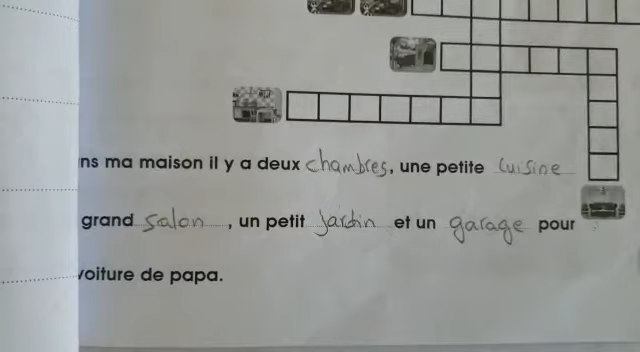 ns ma maison il y a deux chambres, une petite cuisine
grand salon, un petit jardin et un garage pour
voiture de papa.